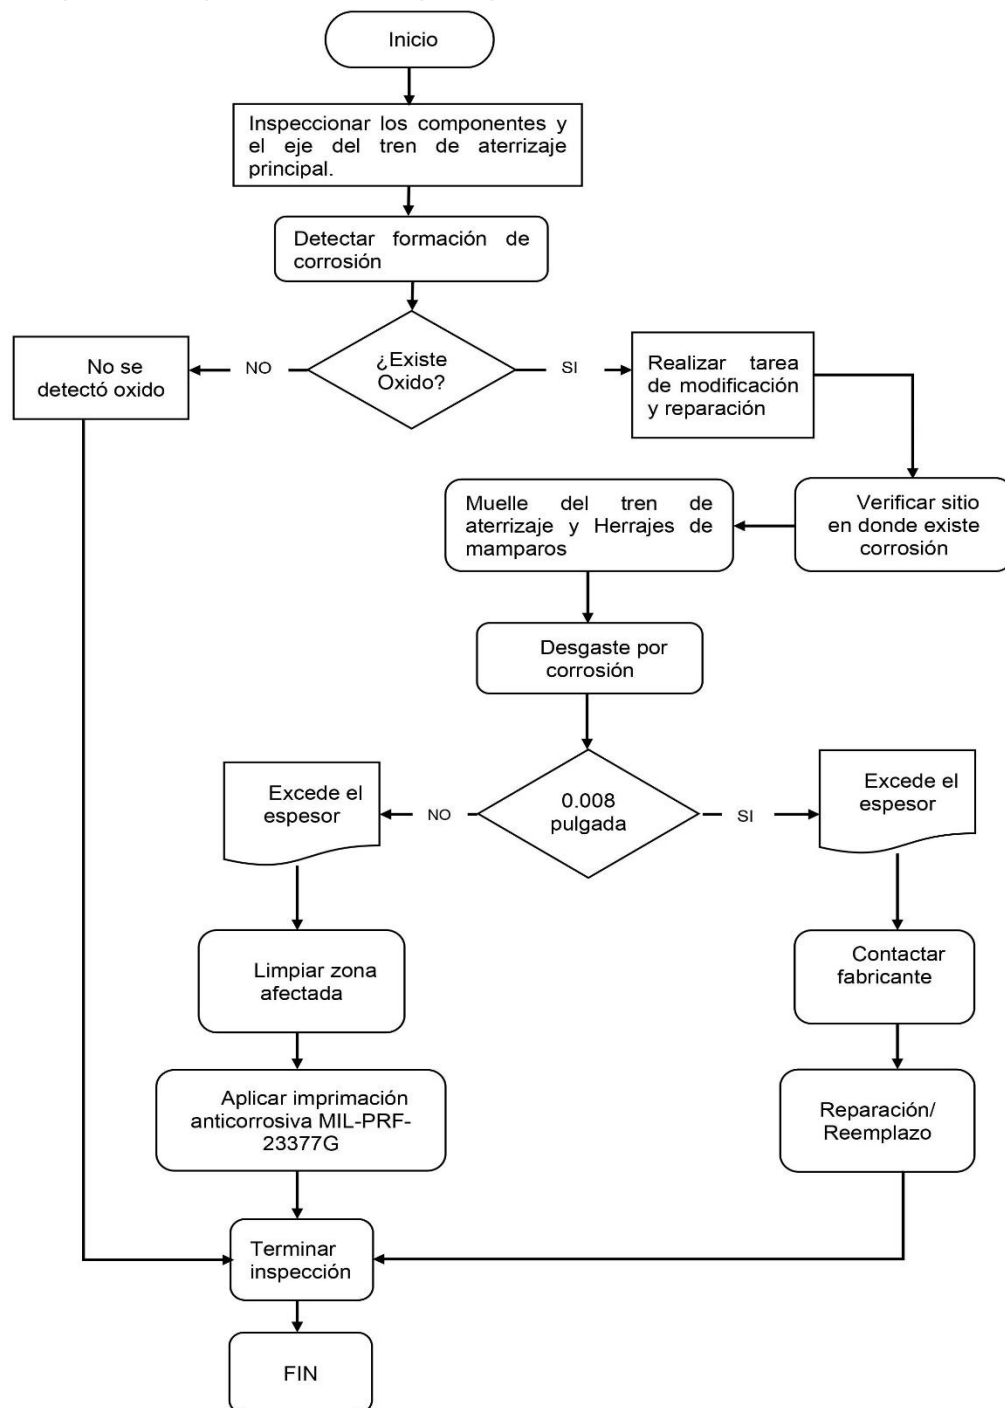 Inicio
Inspeccionar los componentes y
el eje del tren de aterrizaje
principal.
Detectar formación de
corrosión
¿Existe
Oxido?
NO
SI
No se
detectó oxido
Realizar tarea
de modificación
y reparación
Verificar sitio
en donde existe
corrosión
Muelle del tren de
aterrizaje y Herrajes de
mamparos
Desgaste por
corrosión
0.008
pulgada
NO
SI
Excede el
espesor
Excede el
espesor
Limpiar zona
afectada
Contactar
fabricante
Aplicar imprimación
anticorrosiva MIL-PRF-
23377G
Reparación/
Reemplazo
Terminar
inspección
FIN